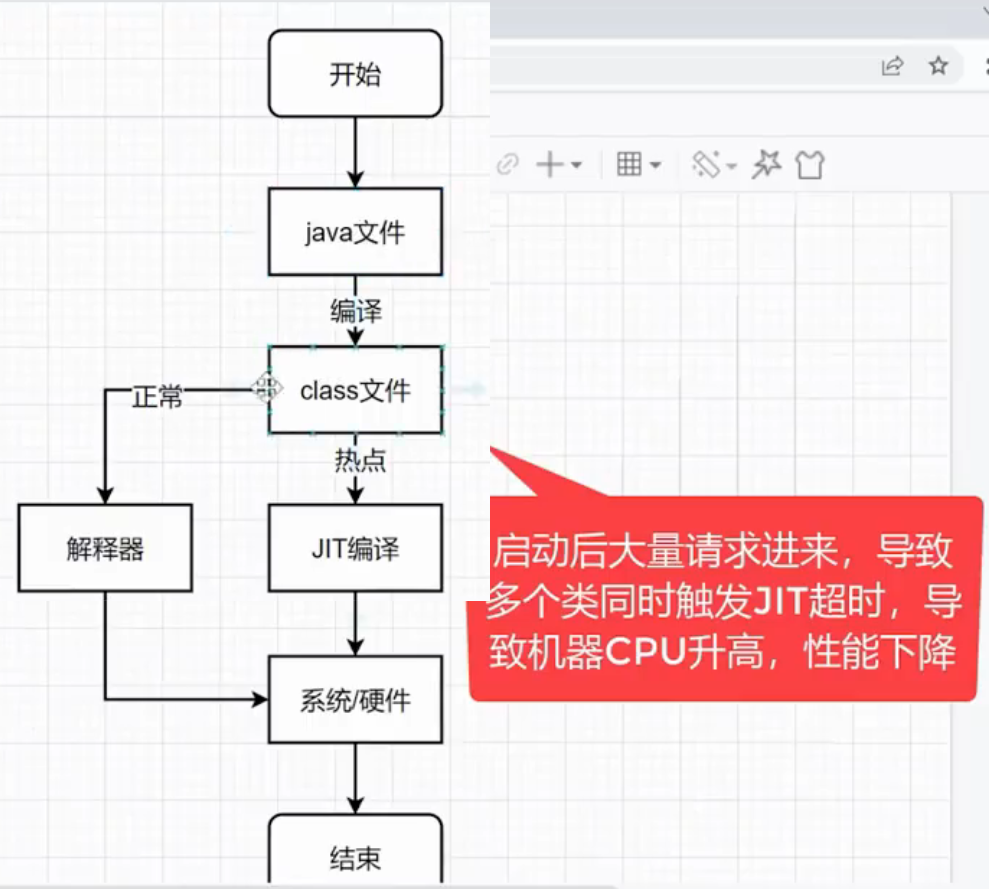 开始
java文件
编译
class文件
正常
热点
解释器
JIT编译
系统/硬件
结束
启动后大量请求进来，导致
多个类同时触发JIT超时，导
致机器CPU升高，性能下降